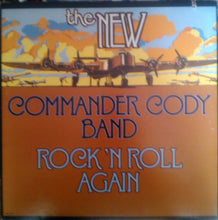 the NEW
COMMANDER CODY
BAND
ROCK 'N ROLL
AGAIN